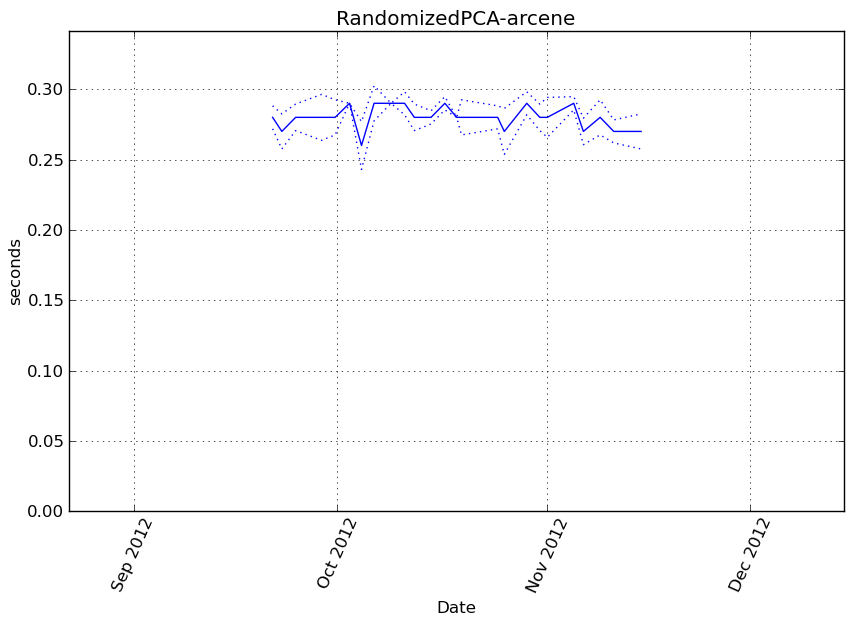 RandomizedPCA-arcene
0.30
0.25
0.20
0.15
0.10
0.05
0.00
seconds
Sep 2012
Oct 2012
Nov 2012
Dec 2012
Date